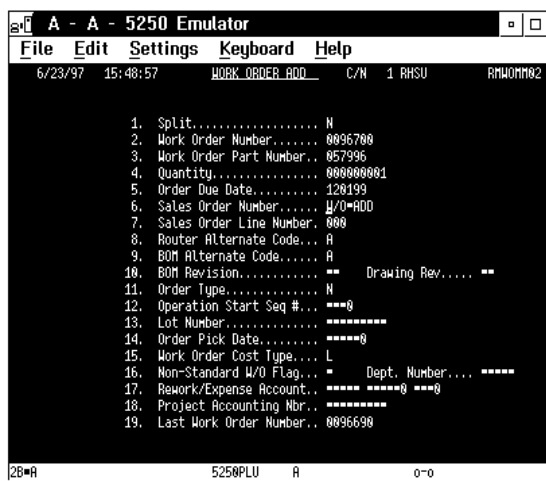 A - A - 5250 Emulator
File Edit Settings Keyboard Help
6/23/97 15:48:57 WORK ORDER ADD C/N 1 RHSU RMWOMM02
1. Split................... N
2. Work Order Number....... 0096700
3. Work Order Part Number.. 057996
4. Quantity................ 000000001
5. Order Due Date.......... 120199
6. Sales Order Number...... W/O=ADD
7. Sales Order Line Number. 000
8. Router Alternate Code... A
9. BOM Alternate Code...... A
10. BOM Revision............ Drawing Rev.....
11. Order Type.............. N
12. Operation Start Seq #... 0
13. Lot Number..............
14. Order Pick Date......... 0
15. Work Order Cost Type.... L
16. Non-Standard W/O Flag... Dept. Number....
17. Rework/Expense Account.. 0 0
18. Project Accounting Nbr..
19. Last Work Order Number.. 0096690
2B=A 5250PLU A o-o